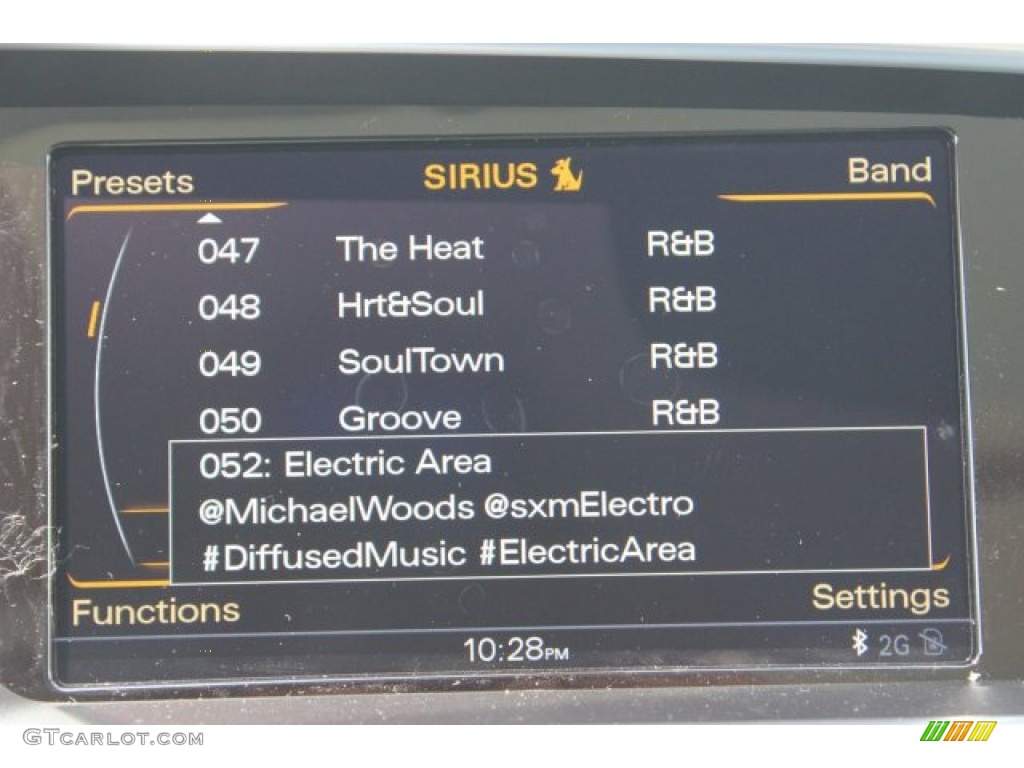 Presets SIRIUS Band
047 The Heat R&B
048 Hrt&Soul R&B
049 SoulTown R&B
050 Groove R&B
052: Electric Area
@MichaelWoods @sxmElectro
#DiffusedMusic #ElectricArea
Functions Settings
10:28PM 2G
GTCARLOT.COM